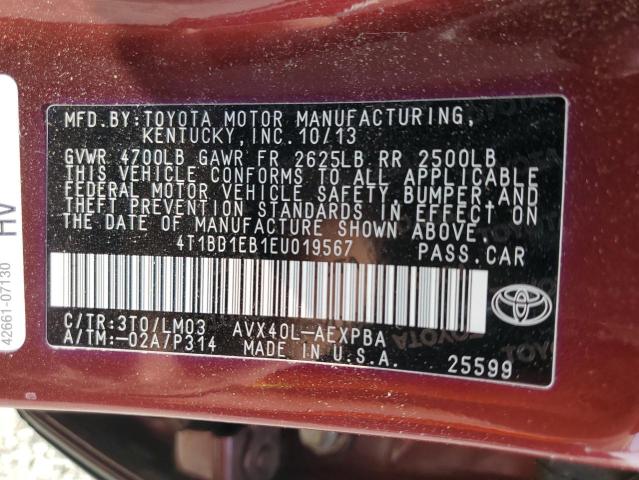 MFD.BY:TOYOTA MOTOR MANUFACTURING,
KENTUCKY, INC. 10/13
GVWR 4700LB GAWR FR 2625LB RR 2500LB
THIS VEHICLE CONFORMS TO ALL APPLICABLE
FEDERAL MOTOR VEHICLE SAFETY, BUMPER, AND
THEFT PREVENTION STANDARDS IN EFFECT ON
THE DATE OF MANUFACTURE SHOWN ABOVE.
4T1BD1EB1EU019567 PASS.CAR
C/TR:3T0/LM03 AVX40L-AEXPBA
A/TM:-02A/P314 MADE IN U.S.A.
25599
TOYOTA
42661-07130 HV